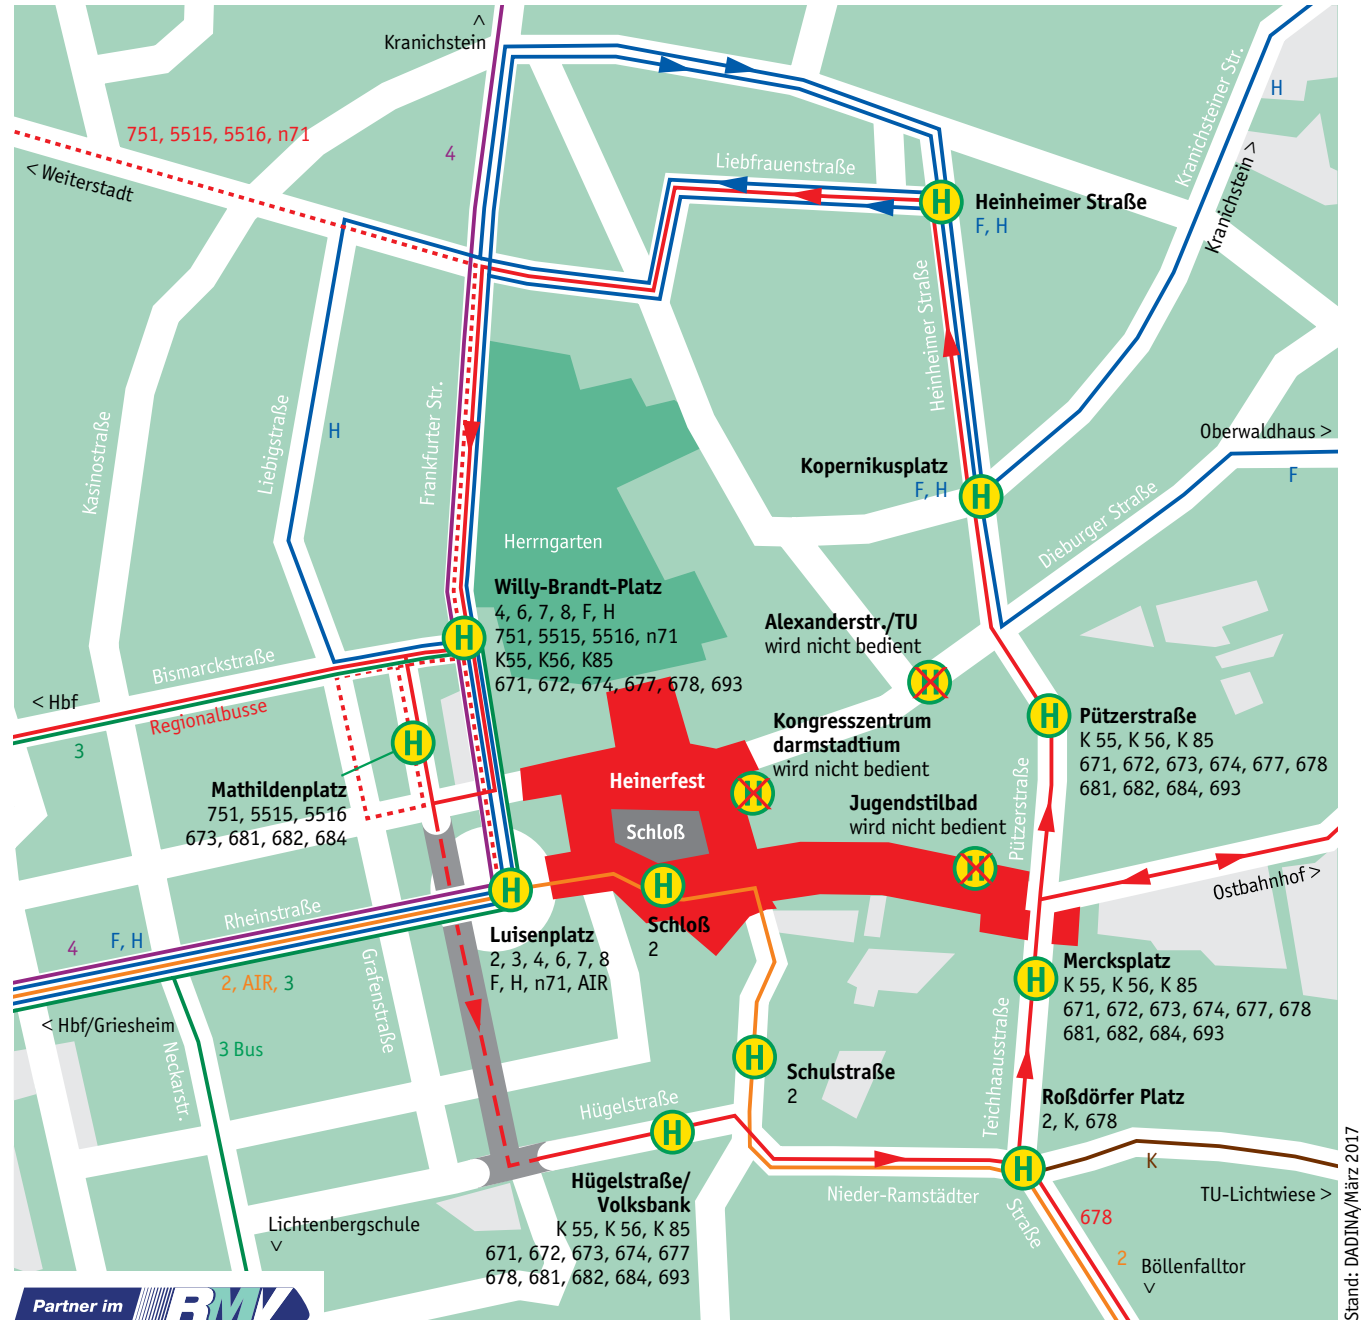 ˄
Kranichstein
Kranichsteiner Str.
H
751, 5515, 5516, n71
4
< Weiterstadt
Liebfrauenstraße
Kranichstein >
H
Heinheimer Straße
F, H
Heinheimer Straße
Kasinostraße
Liebigstraße
H
Frankfurter Str.
Oberwaldhaus >
F
Kopernikusplatz
F, H
H
Dieburger Straße
Herrngarten
Willy-Brandt-Platz
4, 6, 7, 8, F, H
751, 5515, 5516, n71
K55, K56, K85
671, 672, 674, 677, 678, 693
H
Alexanderstr./TU
wird nicht bedient
H
Bismarckstraße
< Hbf
Regionalbusse
3
H
Kongresszentrum
darmstadtium
wird nicht bedient
H
H
Pützerstraße
K 55, K 56, K 85
671, 672, 673, 674, 677, 678
681, 682, 684, 693
Pützerstraße
Mathildenplatz
751, 5515, 5516
673, 681, 682, 684
Heinerfest
Schloß
Jugendstilbad
wird nicht bedient
H
Ostbahnhof >
H
H
Schloß
2
Rheinstraße
4
F, H
2, AIR, 3
Luisenplatz
2, 3, 4, 6, 7, 8
F, H, n71, AIR
Grafenstraße
< Hbf/Griesheim
Neckarstr.
3 Bus
H
Mercksplatz
K 55, K 56, K 85
671, 672, 673, 674, 677, 678
681, 682, 684, 693
Teichhausstraße
H
Schulstraße
2
Hügelstraße
H
Hügelstraße/
Volksbank
K 55, K 56, K 85
671, 672, 673, 674, 677
678, 681, 682, 684, 693
Roßdörfer Platz
2, K, 678
H
K
TU-Lichtwiese >
Nieder-Ramstädter
Straße
678
2
Böllenfalltor
˅
Lichtenbergschule
˅
Partner im RMV
Stand: DADINA/März 2017